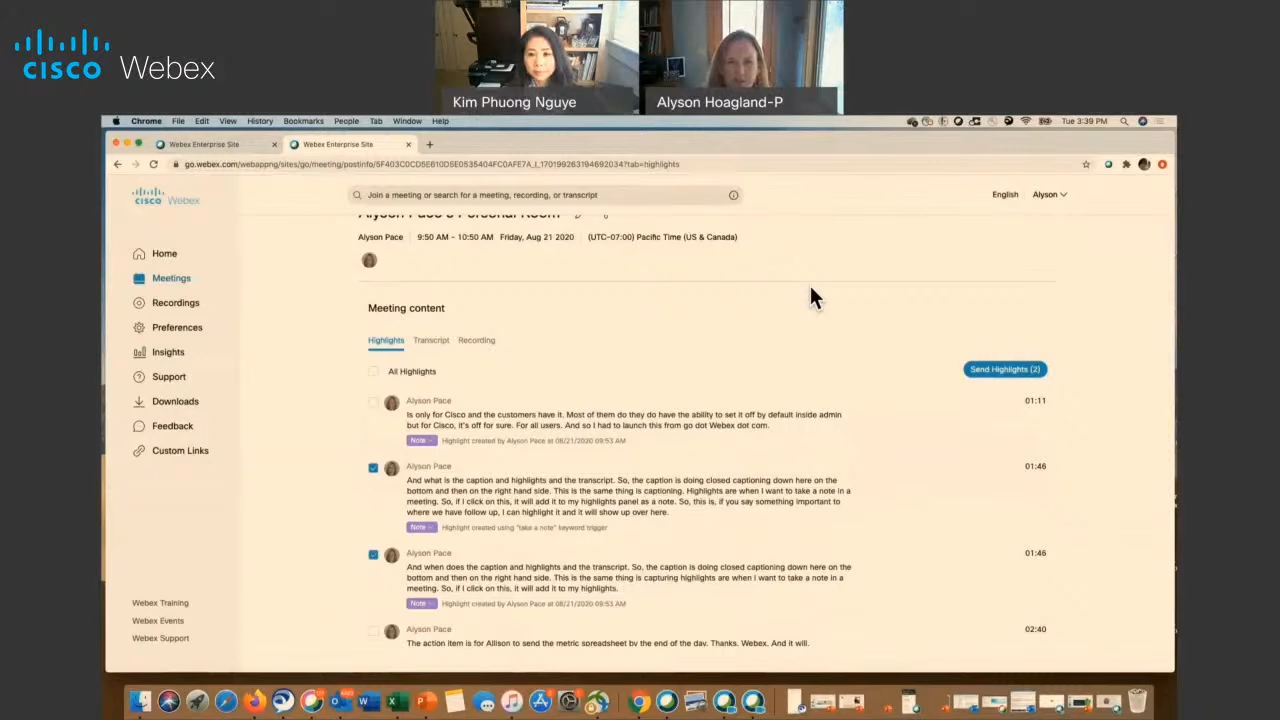 CISCO Webex
Kim Phuong Nguye
Alyson Hoagland-P
Chrome File Edit View History Bookmarks People Tab Window Help
Tue 3:39 PM
Webex Enterprise Site
Webex Enterprise Site
go.webex.com/webappng/sites/go/meeting/postinfo/5F403C0CD5E610D5E0535404FC0AFE7A_I_170199263194692034?tab=highlights
CISCO Webex
Join a meeting or search for a meeting, recording, or transcript
English
Alyson
Alyson Pace's Personal Room
Alyson Pace 9:50 AM - 10:50 AM Friday, Aug 21 2020 (UTC-07:00) Pacific Time (US & Canada)
Home
Meetings
Recordings
Preferences
Insights
Support
Downloads
Feedback
Custom Links
Webex Training
Webex Events
Webex Support
Meeting content
Highlights Transcript Recording
All Highlights
Send Highlights (2)
Alyson Pace 01:11
Is only for Cisco and the customers have it. Most of them do they do have the ability to set it off by default inside admin
but for Cisco, it's off for sure. For all users. And so I had to launch this from go dot Webex dot com.
Note Highlight created by Alyson Pace at 08/21/2020 09:53 AM
Alyson Pace 01:46
And what is the caption and highlights and the transcript. So, the caption is doing closed captioning down here on the
bottom and then on the right hand side. This is the same thing is captioning. Highlights are when I want to take a note in a
meeting. So, if I click on this, it will add it to my highlights panel as a note. So, this is, if you say something important to
where we have follow up, I can highlight it and it will show up over here.
Note Highlight created using "take a note" keyword trigger
Alyson Pace 01:46
And when does the caption and highlights and the transcript. So, the caption is doing closed captioning down here on the
bottom and then on the right hand side. This is the same thing is capturing highlights are when I want to take a note in a
meeting. So, if I click on this, it will add it to my highlights.
Note Highlight created by Alyson Pace at 08/21/2020 09:53 AM
Alyson Pace 02:40
The action item is for Allison to send the metric spreadsheet by the end of the day. Thanks. Webex. And it will.